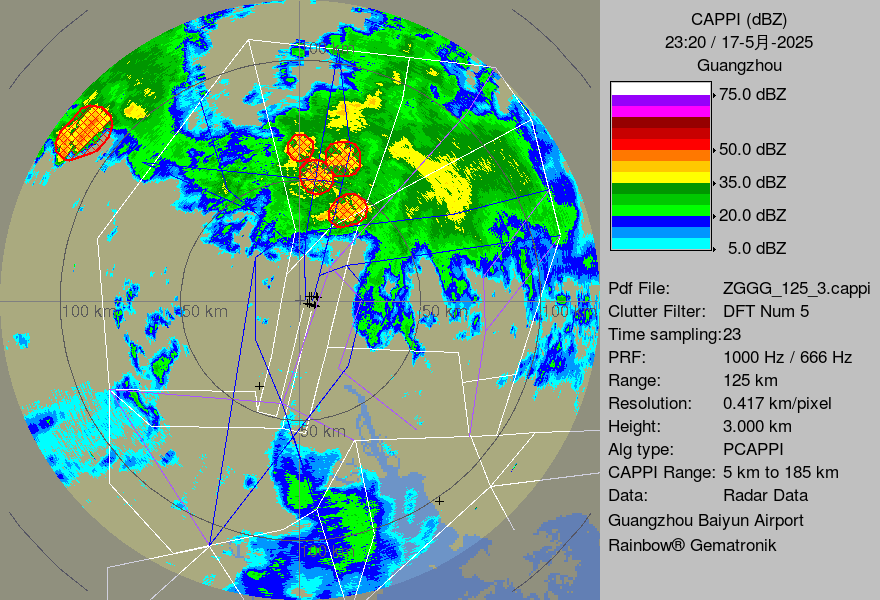 CAPPI (dBZ)
23:20 / 17-5月-2025
Guangzhou
75.0 dBZ
50.0 dBZ
35.0 dBZ
20.0 dBZ
5.0 dBZ
Pdf File: ZGGG_125_3.cappi
Clutter Filter: DFT Num 5
Time sampling:23
PRF: 1000 Hz / 666 Hz
Range: 125 km
Resolution: 0.417 km/pixel
Height: 3.000 km
Alg type: PCAPPI
CAPPI Range: 5 km to 185 km
Data: Radar Data
Guangzhou Baiyun Airport
Rainbow® Gematronik
100 km
100 km
50 km
50 km
100 km
50 km